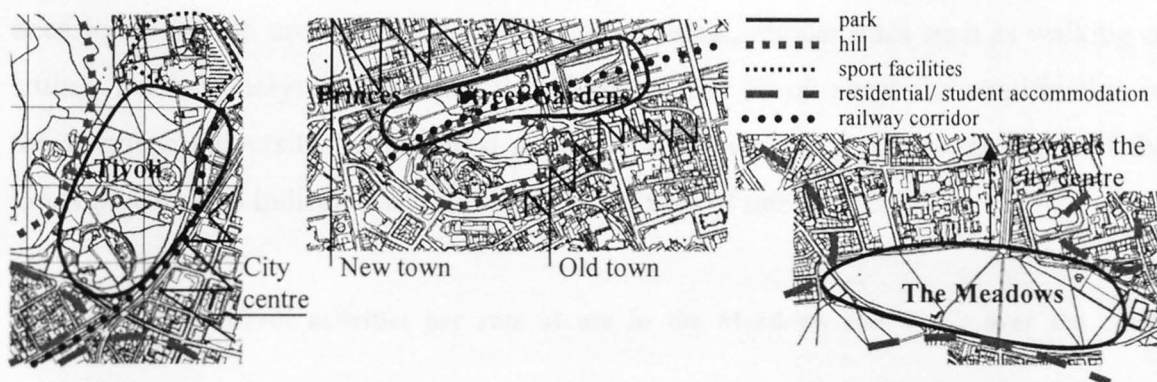 park
hill
sport facilities
residential/ student accommodation
railway corridor
Tivoli
City
centre
Princes Street Gardens
New town
Old town
Towards the
city centre
The Meadows